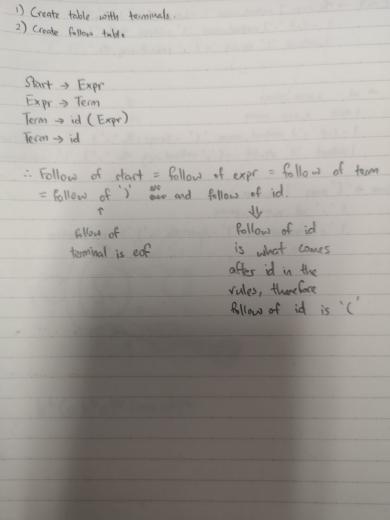 1) Create table with terminals.
2) Create follow table
Start → Expr
Expr → Term
Term → id (Expr)
Term → id
∴ Follow of start = follow of expr = follow of term
= follow of ')' and follow of id.
↑ ⇓
follow of
terminal is eof
follow of id
is what comes
after id in the
rules, therefore
follow of id is '('